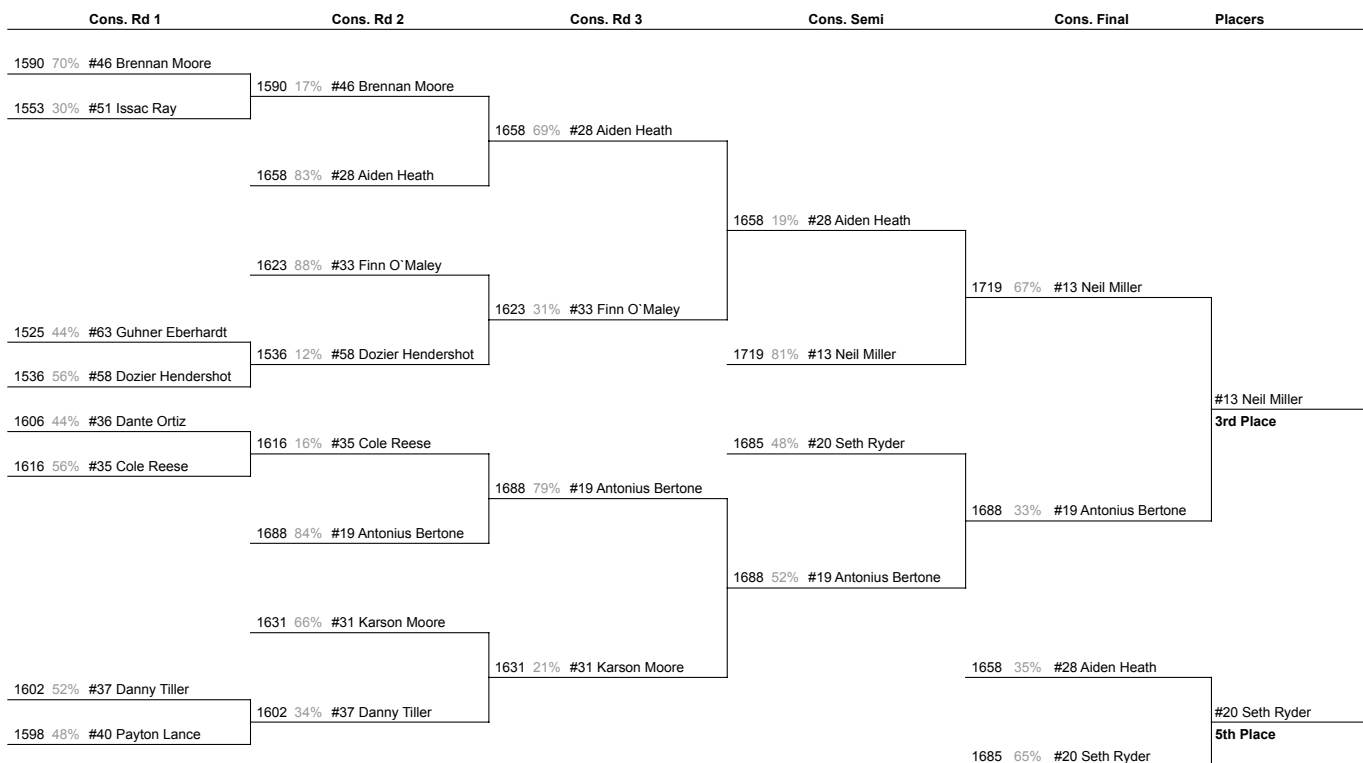 Cons. Rd 1 Cons. Rd 2 Cons. Rd 3 Cons. Semi Cons. Final Placers
1590 70% #46 Brennan Moore
1590 17% #46 Brennan Moore
1553 30% #51 Issac Ray
1658 69% #28 Aiden Heath
1658 83% #28 Aiden Heath
1658 19% #28 Aiden Heath
1623 88% #33 Finn O`Maley
1719 67% #13 Neil Miller
1623 31% #33 Finn O`Maley
1525 44% #63 Guhner Eberhardt
1536 12% #58 Dozier Hendershot
1719 81% #13 Neil Miller
1536 56% #58 Dozier Hendershot
#13 Neil Miller
3rd Place
1606 44% #36 Dante Ortiz
1616 16% #35 Cole Reese
1685 48% #20 Seth Ryder
1616 56% #35 Cole Reese
1688 79% #19 Antonius Bertone
1688 33% #19 Antonius Bertone
1688 84% #19 Antonius Bertone
1688 52% #19 Antonius Bertone
1631 66% #31 Karson Moore
1631 21% #31 Karson Moore
1658 35% #28 Aiden Heath
1602 52% #37 Danny Tiller
1602 34% #37 Danny Tiller
#20 Seth Ryder
5th Place
1598 48% #40 Payton Lance
1685 65% #20 Seth Ryder